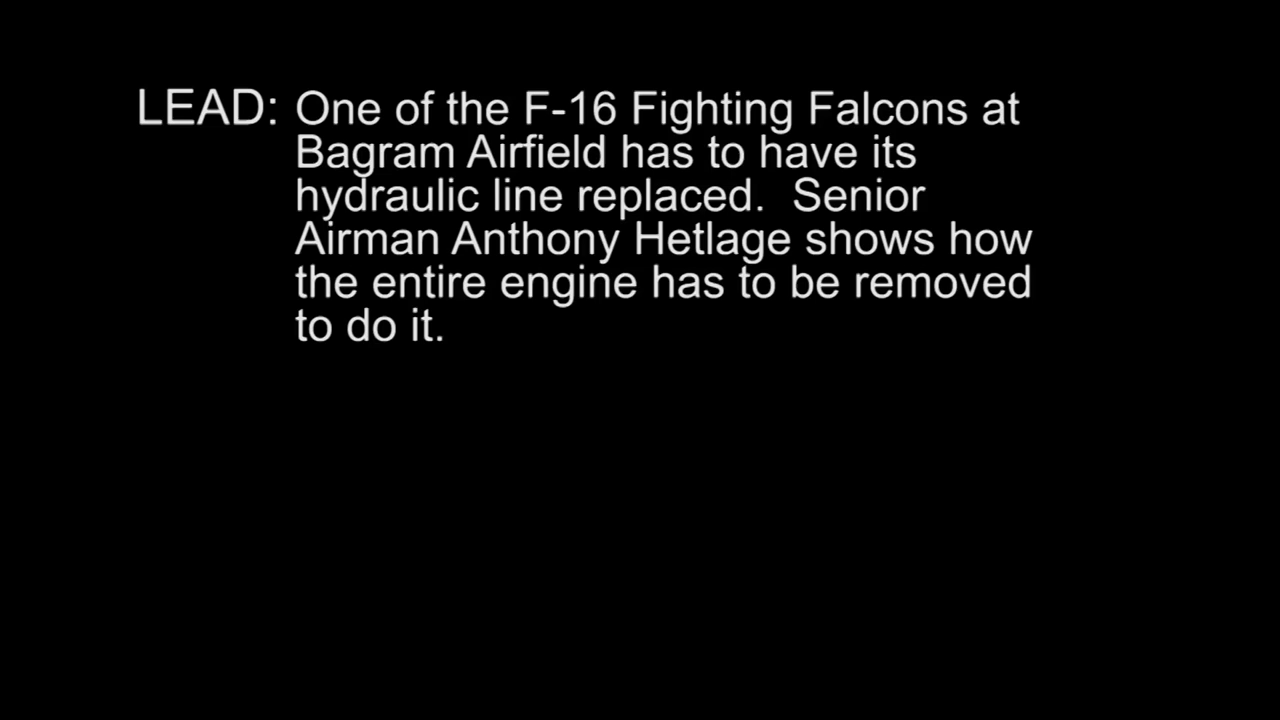 LEAD: One of the F-16 Fighting Falcons at
Bagram Airfield has to have its
hydraulic line replaced.  Senior
Airman Anthony Hetlage shows how
the entire engine has to be removed
to do it.